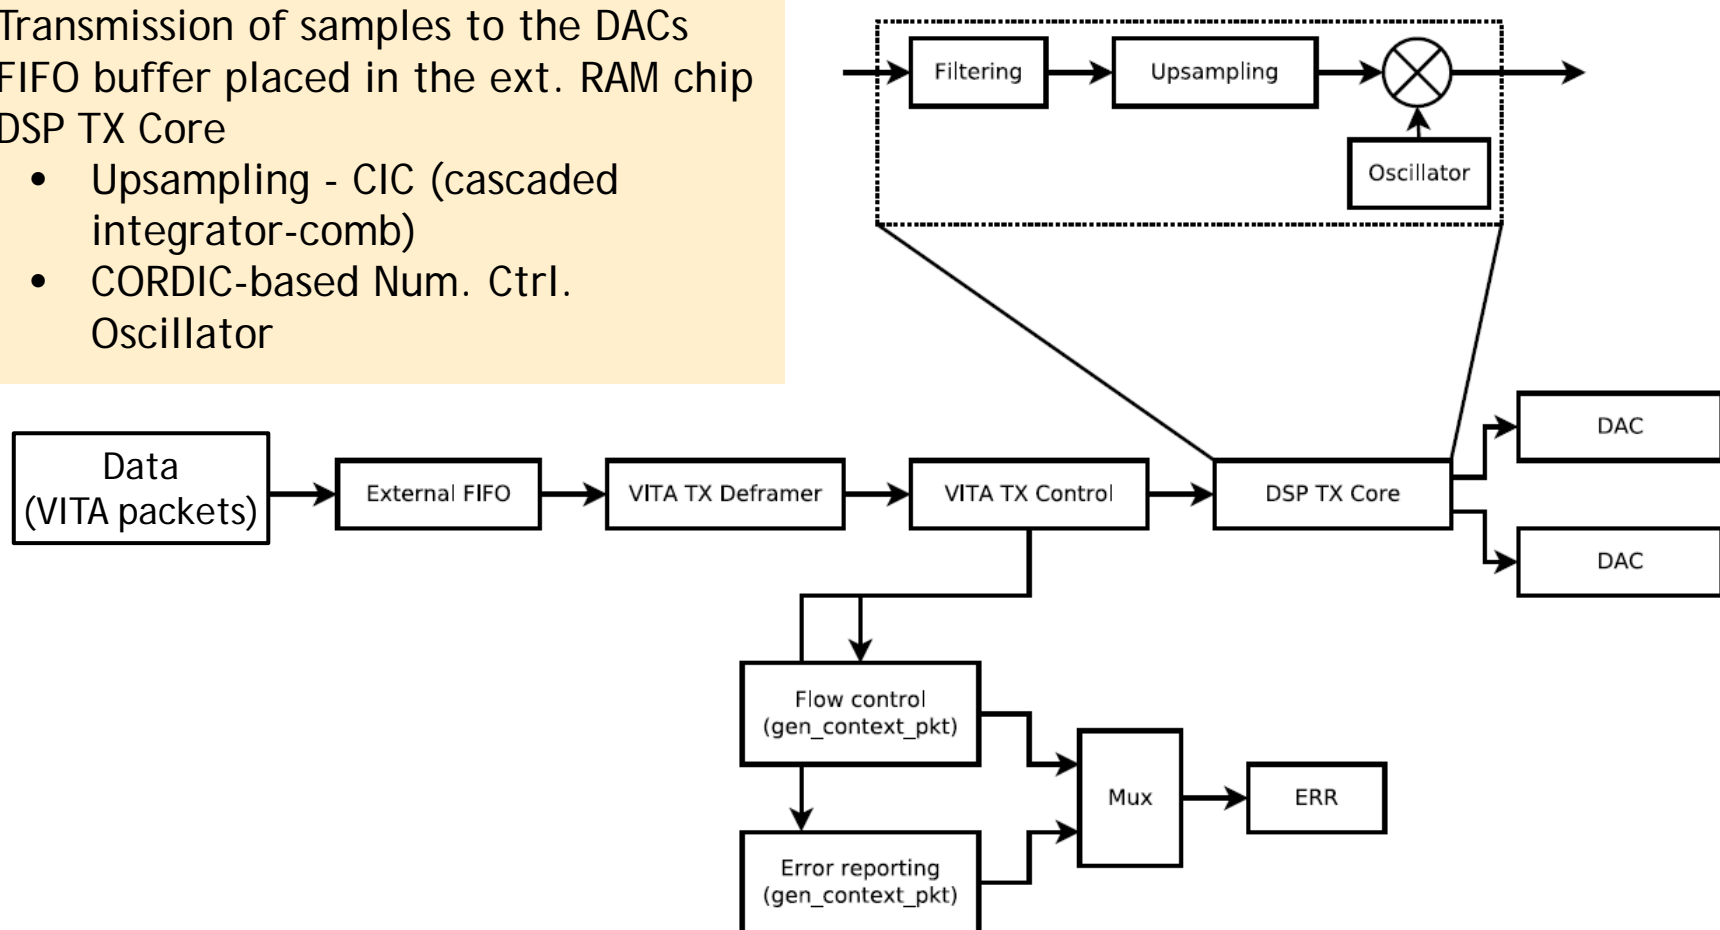 Transmission of samples to the DACs
FIFO buffer placed in the ext. RAM chip
DSP TX Core
• Upsampling - CIC (cascaded
integrator-comb)
• CORDIC-based Num. Ctrl.
Oscillator
Filtering
Upsampling
Oscillator
Data
(VITA packets)
External FIFO
VITA TX Deframer
VITA TX Control
DSP TX Core
DAC
DAC
Flow control
(gen_context_pkt)
Mux
ERR
Error reporting
(gen_context_pkt)